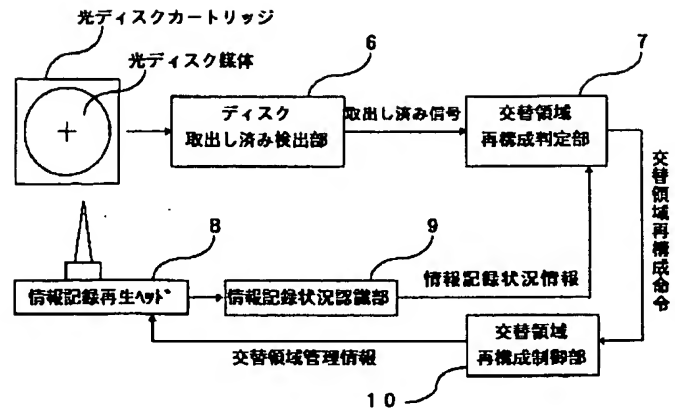 光ディスクカートリッジ
光ディスク媒体
6
7
ディスク
取出し済み検出部
取出し済み信号
交替領域
再構成判定部
交替領域再構成命令
8
9
情報記録再生ﾍｯﾄﾞ
情報記録状況認識部
情報記録状況情報
交替領域
再構成制御部
交替領域管理情報
10